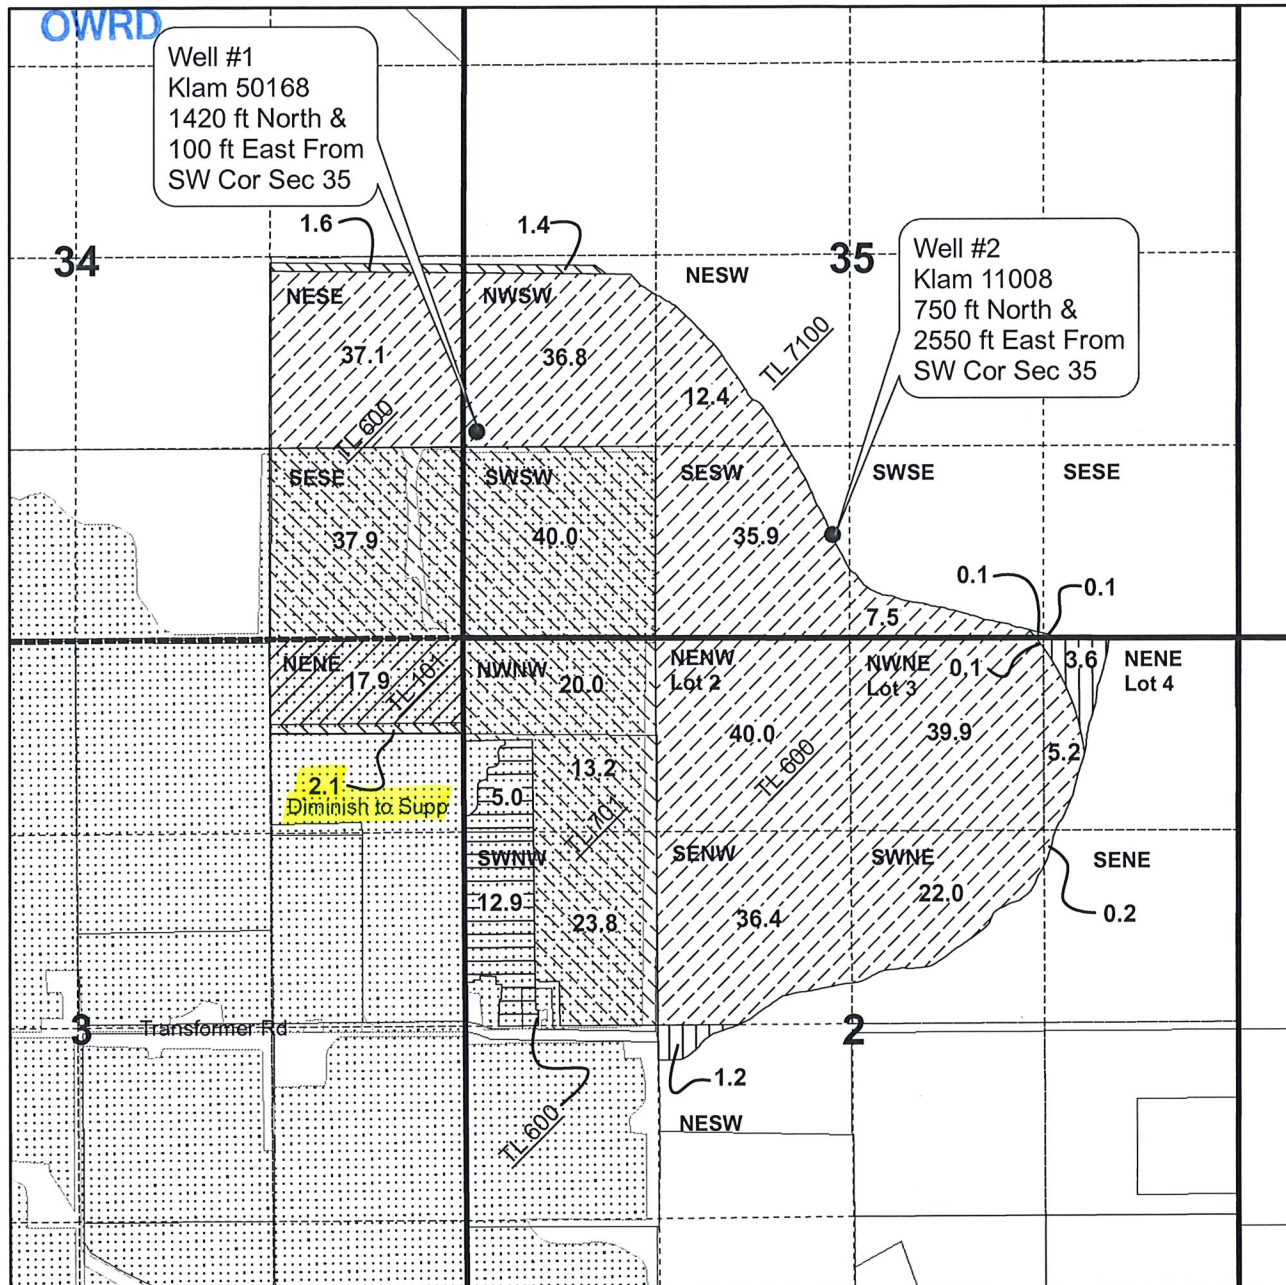 OWRD
Well #1
Klam 50168
1420 ft North &
100 ft East From
SW Cor Sec 35
1.6
1.4
34
35
NESW
Well #2
Klam 11008
750 ft North &
2550 ft East From
SW Cor Sec 35
NESE
NWSW
TL 7100
37.1
36.8
12.4
TL 600
SESE
SWSW
SESW
SWSE
SESE
37.9
40.0
35.9
0.1
0.1
7.5
NENE
17.9
TL 101
NWNW
20.0
NENW
Lot 2
NWNE
Lot 3
0.1
3.6
NENE
Lot 4
40.0
39.9
5.2
TL 600
2.1
Diminish to Supp
13.2
5.0
TL 701
SWNW
SENW
SWNE
SENE
12.9
23.8
36.4
22.0
0.2
3
Transformer Rd
2
1.2
TL 600
NESW